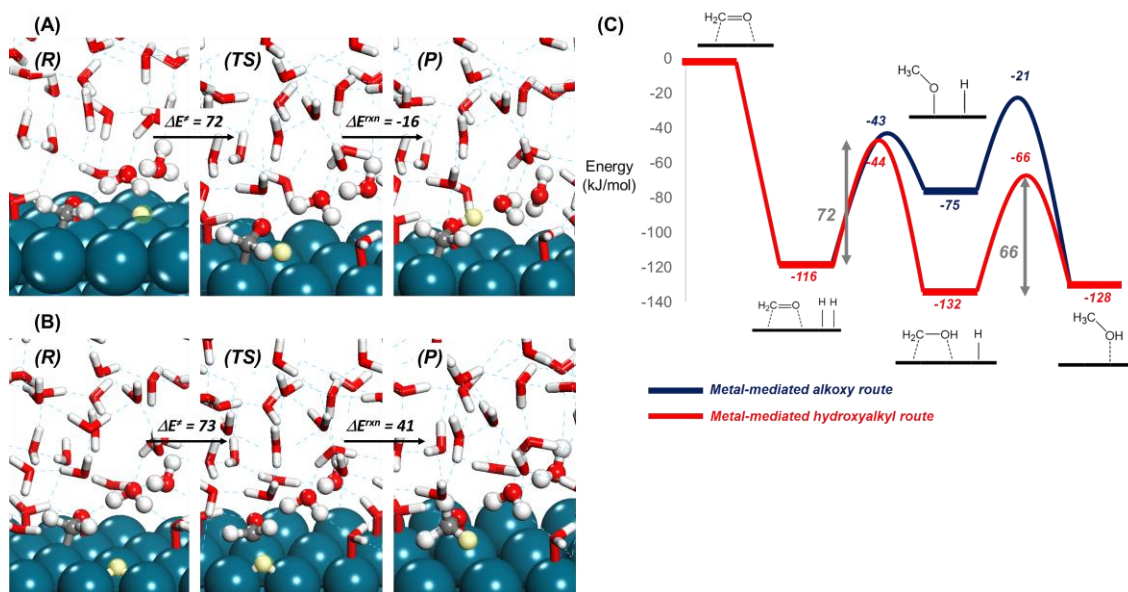 (A)
(R)
(TS)
(P)
ΔE≠ = 72
ΔErxn = -16
(B)
(R)
(TS)
(P)
ΔE≠ = 73
ΔErxn = 41
(C)
H2C=O
0
-20
-40
-60
-80
-100
-120
-140
Energy
(kJ/mol)
H3C
O
H
-21
-43
-44
-66
72
-75
66
-116
-132
-128
H2C=O H H
H2C-OH H
H3C
OH
Metal-mediated alkoxy route
Metal-mediated hydroxyalkyl route